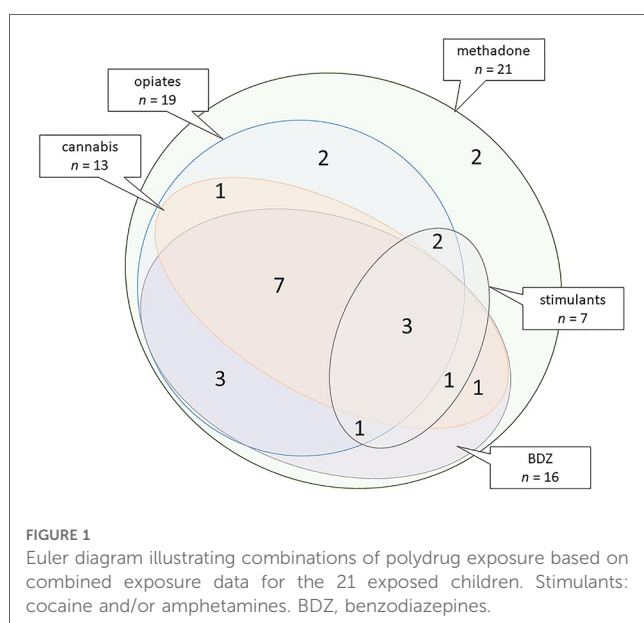 methadone
n = 21
opiates
n = 19
cannabis
n = 13
2
2
1
2
7
stimulants
n = 7
3
3
1
1
1
BDZ
n = 16
FIGURE 1
Euler diagram illustrating combinations of polydrug exposure based on
combined exposure data for the 21 exposed children. Stimulants:
cocaine and/or amphetamines. BDZ, benzodiazepines.